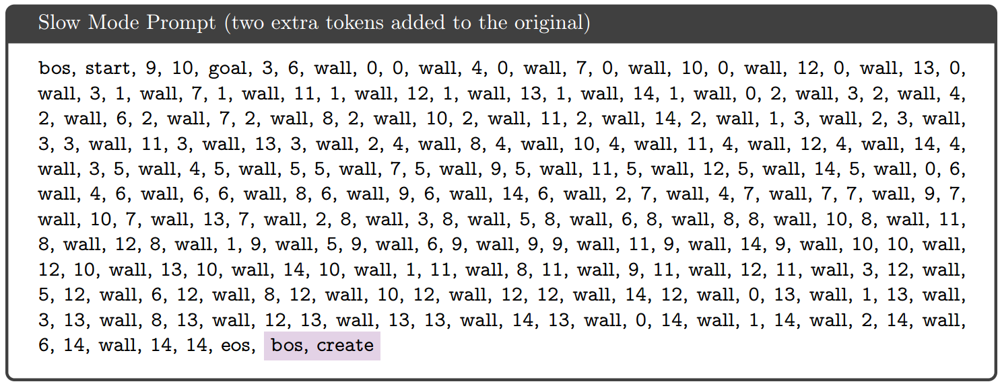 Slow Mode Prompt (two extra tokens added to the original)
bos, start, 9, 10, goal, 3, 6, wall, 0, 0, wall, 4, 0, wall, 7, 0, wall, 10, 0, wall, 12, 0, wall, 13, 0,
wall, 3, 1, wall, 7, 1, wall, 11, 1, wall, 12, 1, wall, 13, 1, wall, 14, 1, wall, 0, 2, wall, 3, 2, wall, 4,
2, wall, 6, 2, wall, 7, 2, wall, 8, 2, wall, 10, 2, wall, 11, 2, wall, 14, 2, wall, 1, 3, wall, 2, 3, wall,
3, 3, wall, 11, 3, wall, 13, 3, wall, 2, 4, wall, 8, 4, wall, 10, 4, wall, 11, 4, wall, 12, 4, wall, 14, 4,
wall, 3, 5, wall, 4, 5, wall, 5, 5, wall, 7, 5, wall, 9, 5, wall, 11, 5, wall, 12, 5, wall, 14, 5, wall, 0, 6,
wall, 4, 6, wall, 6, 6, wall, 8, 6, wall, 9, 6, wall, 14, 6, wall, 2, 7, wall, 4, 7, wall, 7, 7, wall, 9, 7,
wall, 10, 7, wall, 13, 7, wall, 2, 8, wall, 3, 8, wall, 5, 8, wall, 6, 8, wall, 8, 8, wall, 10, 8, wall, 11,
8, wall, 12, 8, wall, 1, 9, wall, 5, 9, wall, 6, 9, wall, 9, 9, wall, 11, 9, wall, 14, 9, wall, 10, 10, wall,
12, 10, wall, 13, 10, wall, 14, 10, wall, 1, 11, wall, 8, 11, wall, 9, 11, wall, 12, 11, wall, 3, 12, wall,
5, 12, wall, 6, 12, wall, 8, 12, wall, 10, 12, wall, 12, 12, wall, 14, 12, wall, 0, 13, wall, 1, 13, wall,
3, 13, wall, 8, 13, wall, 12, 13, wall, 13, 13, wall, 14, 13, wall, 0, 14, wall, 1, 14, wall, 2, 14, wall,
6, 14, wall, 14, 14, eos, bos, create